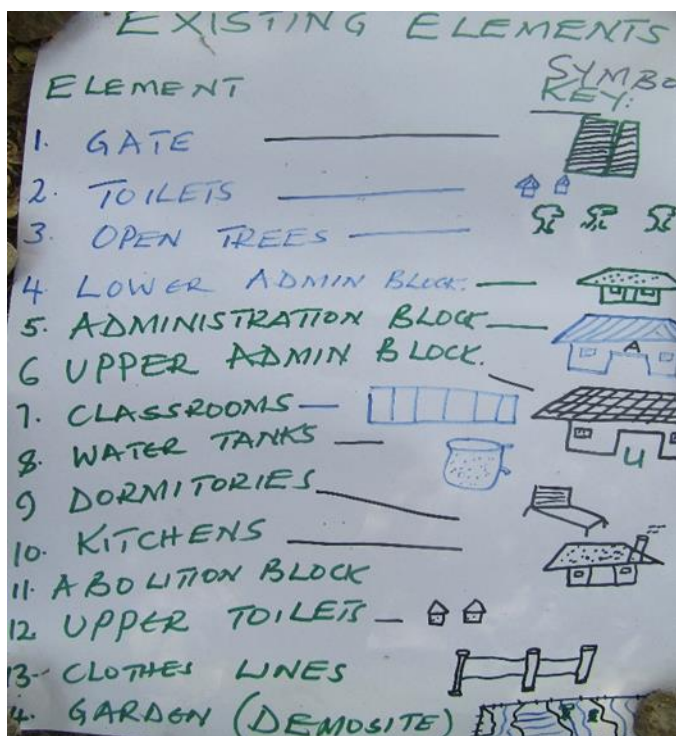 EXISTING ELEMENTS
SYMBO
ELEMENT KEY:
1. GATE
2. TOILETS
3. OPEN TREES
4 LOWER ADMIN BLOCK.
5. ADMINISTRATION BLOCK
A
6 UPPER ADMIN BLOCK.
7. CLASSROOMS
8. WATER TANKS
U
9 DORMITORIES
10. KITCHENS
11. ABOLITION BLOCK
12 UPPER TOILETS
13- CLOTHES LINES
4. GARDEN (DEMOSITE)